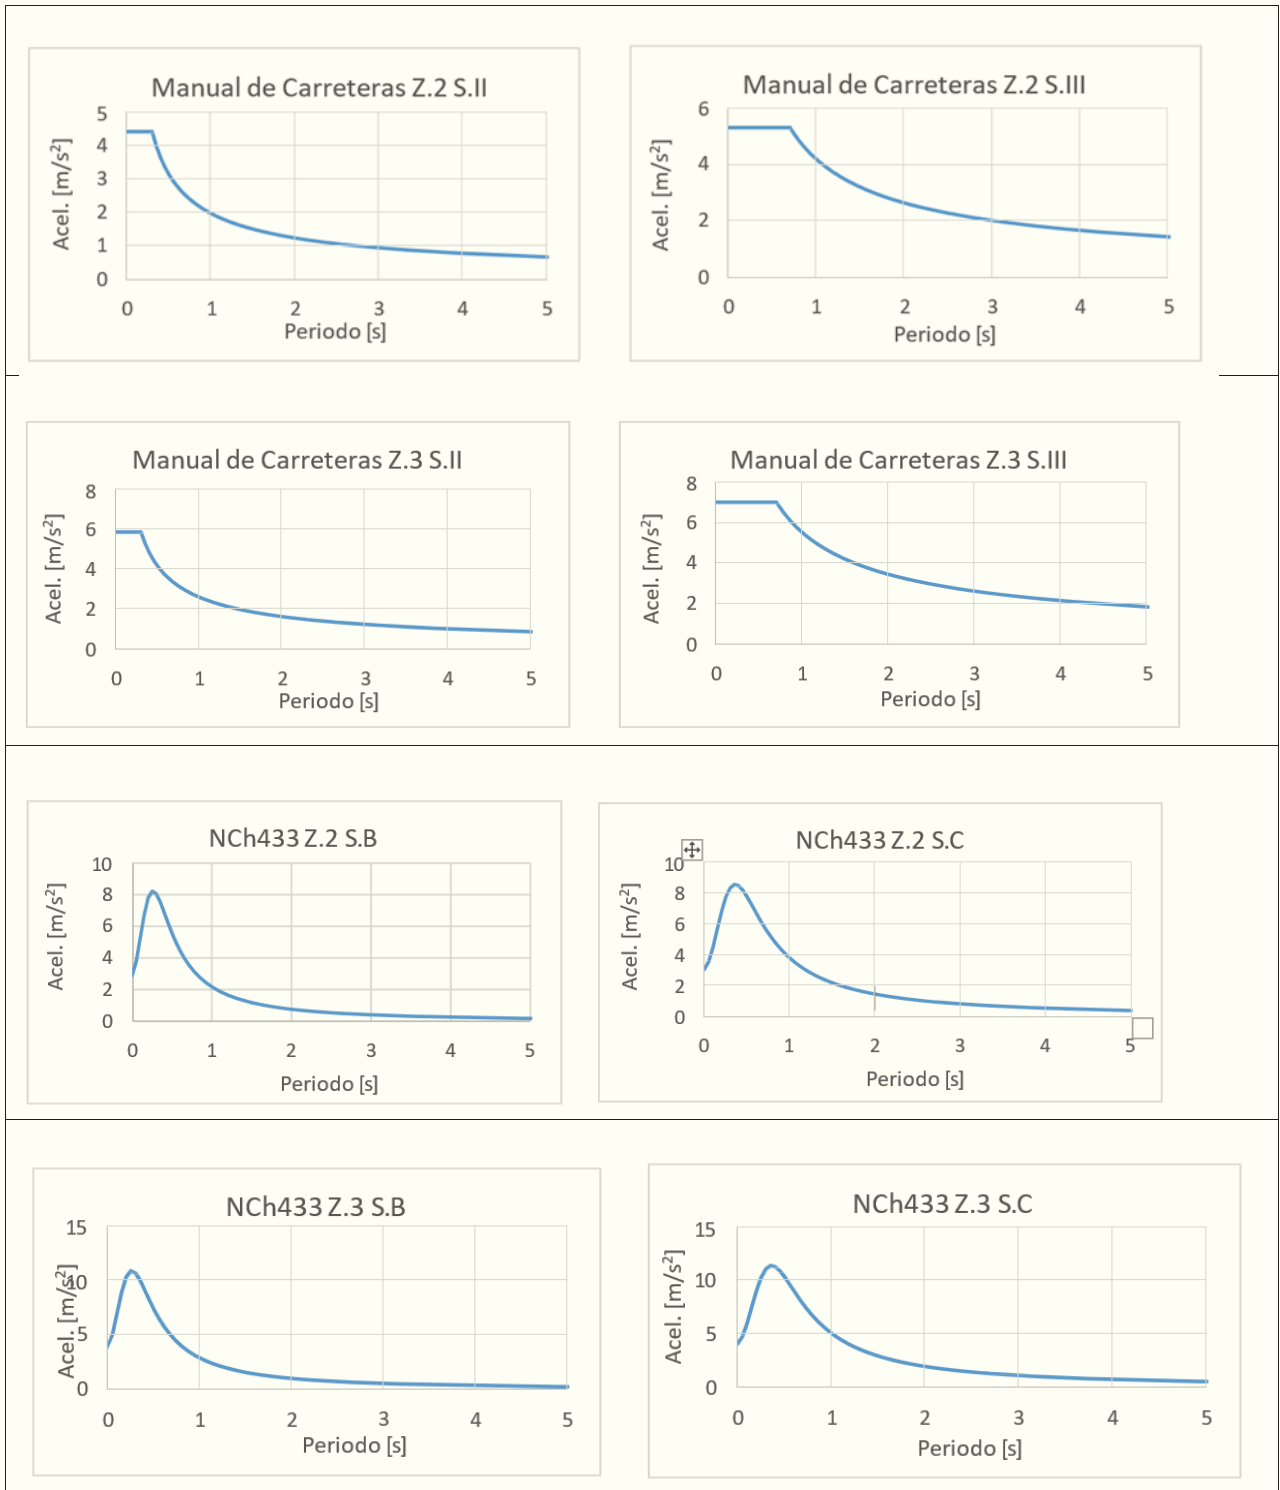 Manual de Carreteras Z.2 S.II
Acel. [m/s²]
5
4
3
2
1
0
0 1 2 3 4 5
Periodo [s]
Manual de Carreteras Z.2 S.III
Acel. [m/s²]
6
4
2
0
0 1 2 3 4 5
Periodo [s]
Manual de Carreteras Z.3 S.II
Acel. [m/s²]
8
6
4
2
0
0 1 2 3 4 5
Periodo [s]
Manual de Carreteras Z.3 S.III
Acel. [m/s²]
8
6
4
2
0
0 1 2 3 4 5
Periodo [s]
NCh433 Z.2 S.B
Acel. [m/s²]
10
8
6
4
2
0
0 1 2 3 4 5
Periodo [s]
NCh433 Z.2 S.C
Acel. [m/s²]
10
8
6
4
2
0
0 1 2 3 4 5
Periodo [s]
NCh433 Z.3 S.B
Acel. [m/s²]
15
10
5
0
0 1 2 3 4 5
Periodo [s]
NCh433 Z.3 S.C
Acel. [m/s²]
15
10
5
0
0 1 2 3 4 5
Periodo [s]